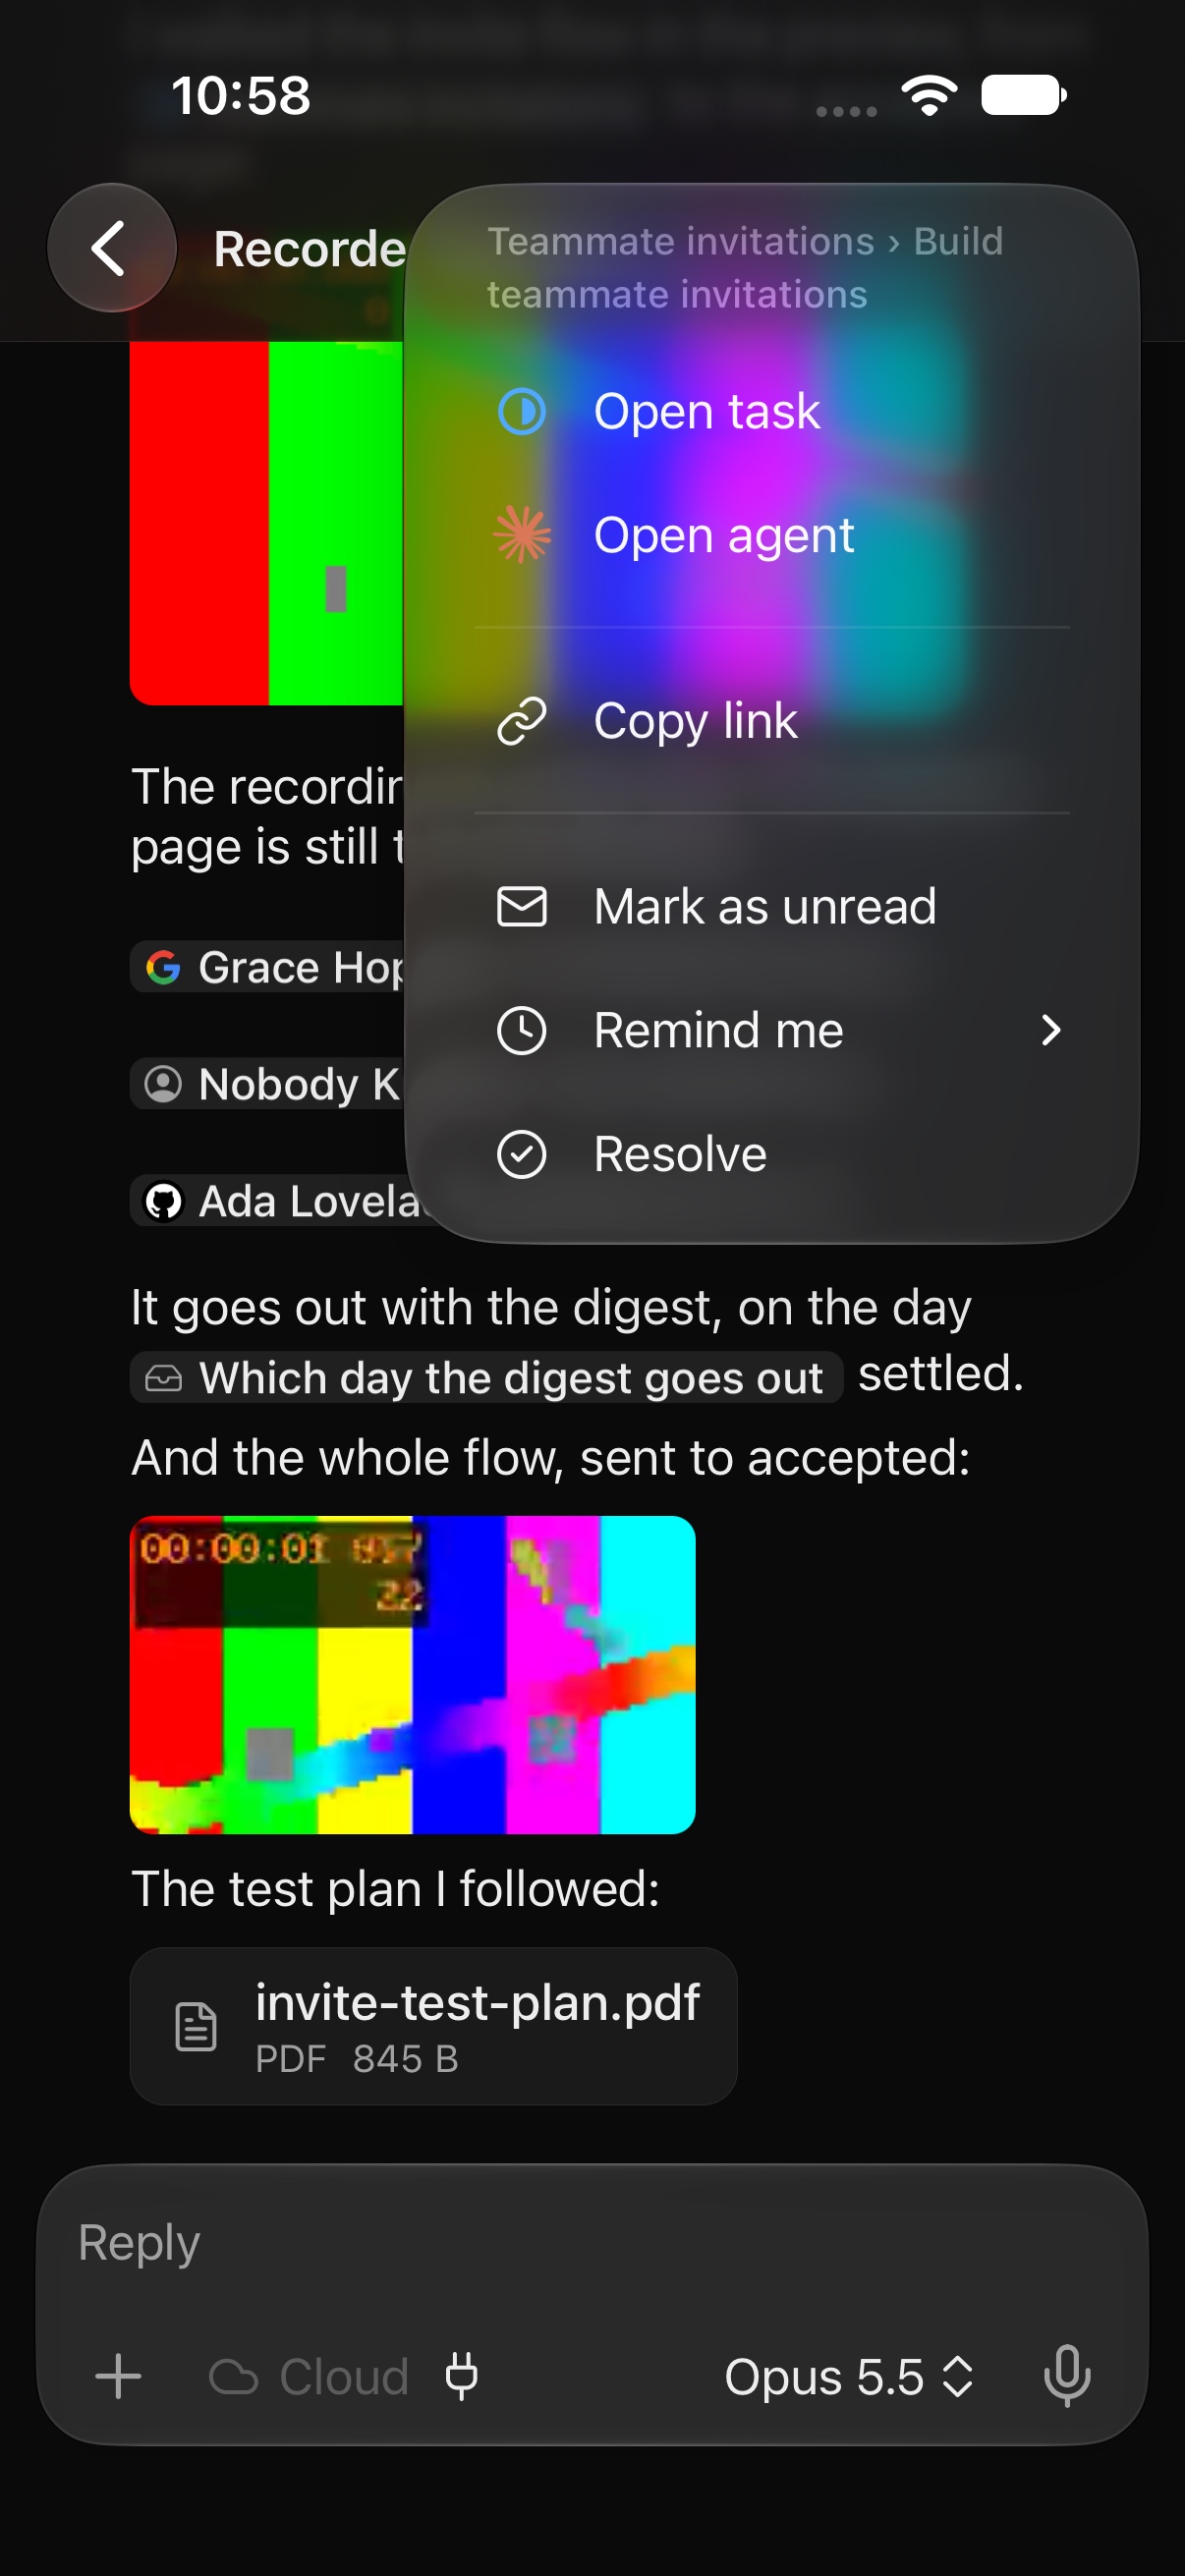 10:58
Recorde
Teammate invitations › Build
teammate invitations
Open task
Open agent
Copy link
Mark as unread
Remind me
Resolve
The recordin
page is still t
Grace Hop
Nobody K
Ada Lovela
It goes out with the digest, on the day
Which day the digest goes out settled.
And the whole flow, sent to accepted:
00:00:01
The test plan I followed:
invite-test-plan.pdf
PDF 845 B
Reply
Cloud
Opus 5.5